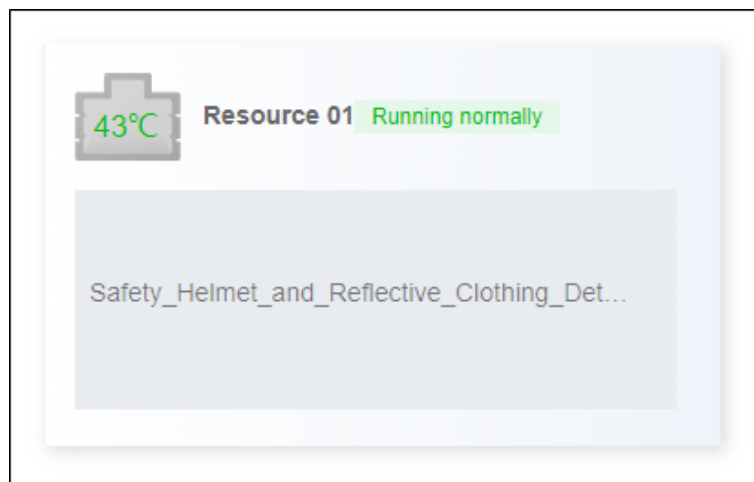 43℃
Resource 01 Running normally
Safety_Helmet_and_Reflective_Clothing_Det...